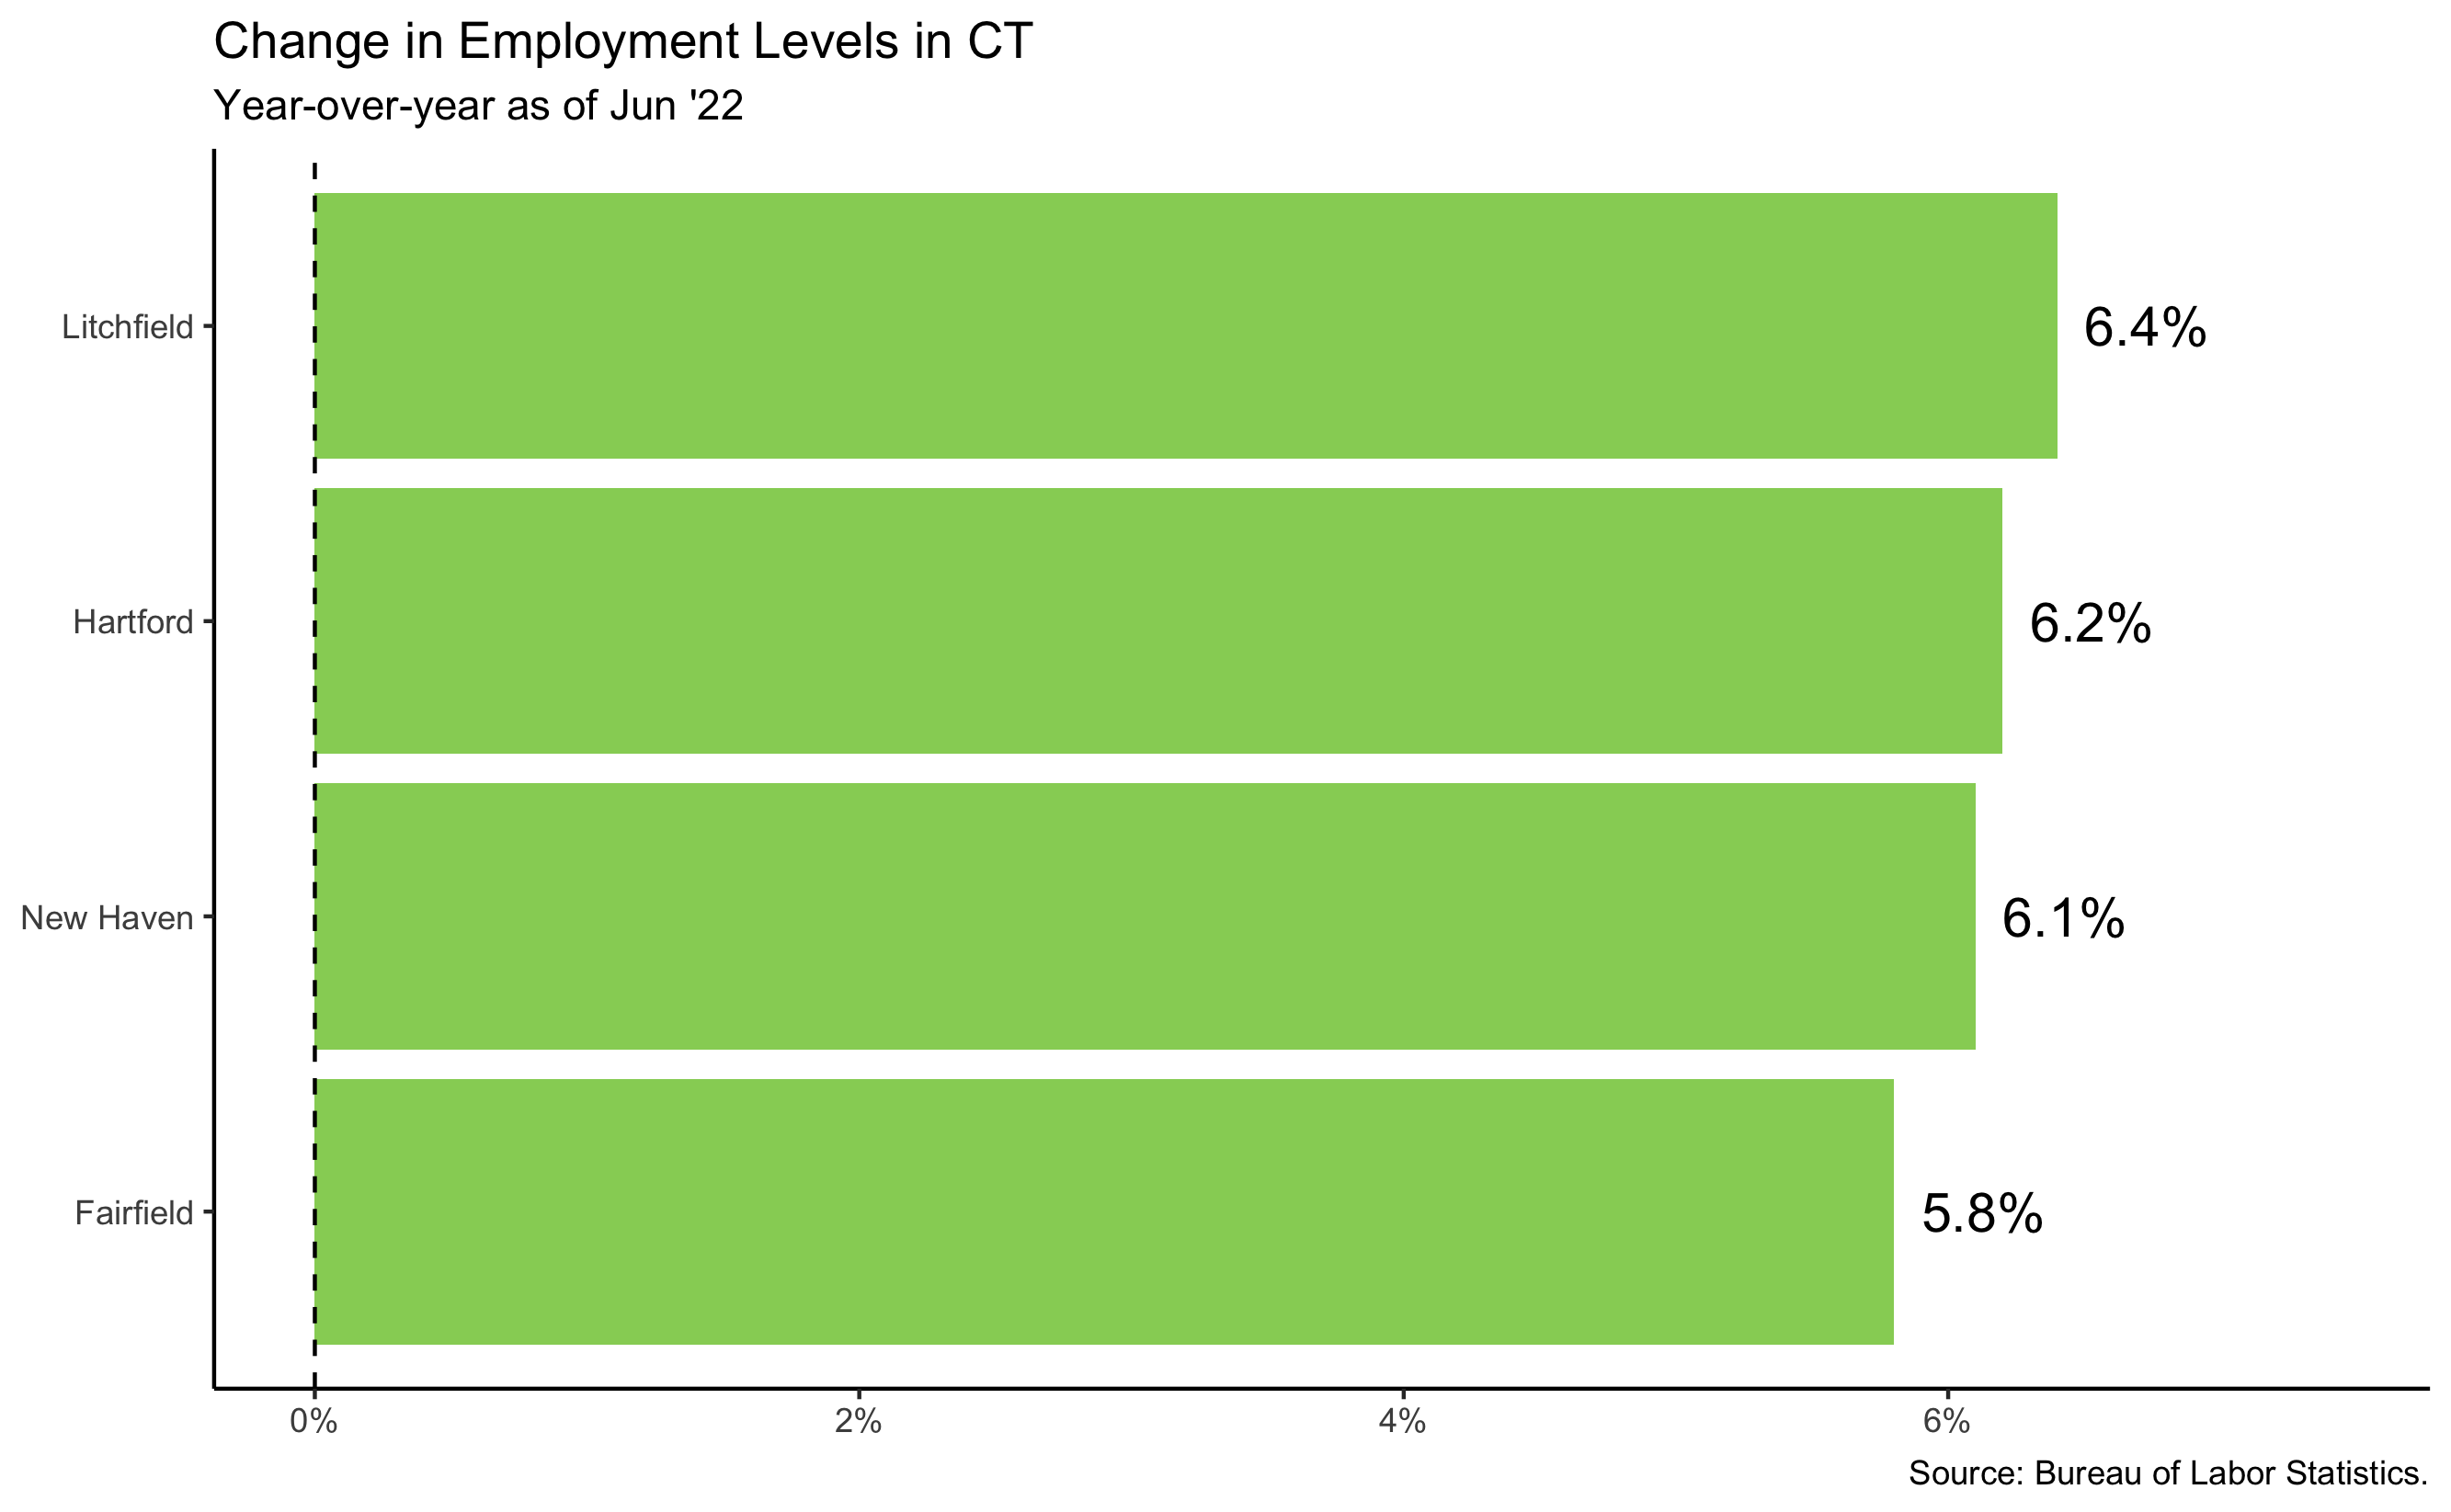 Change in Employment Levels in CT
Year-over-year as of Jun '22
Litchfield
6.4%
Hartford
6.2%
New Haven
6.1%
Fairfield
5.8%
0% 2% 4% 6%
Source: Bureau of Labor Statistics.